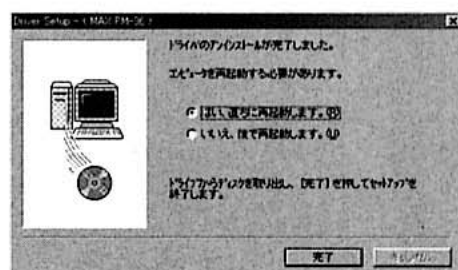 Driver Setup - ( MAX PM-36 )
ドライバのアンインストールが完了しました。
コンピュータを再起動する必要があります。
はい、直ちに再起動します。(R)
いいえ、後で再起動します。(L)
ドライブからディスクを取り出し、[完了] を押してセットアップを
終了します。
完了
キャンセル